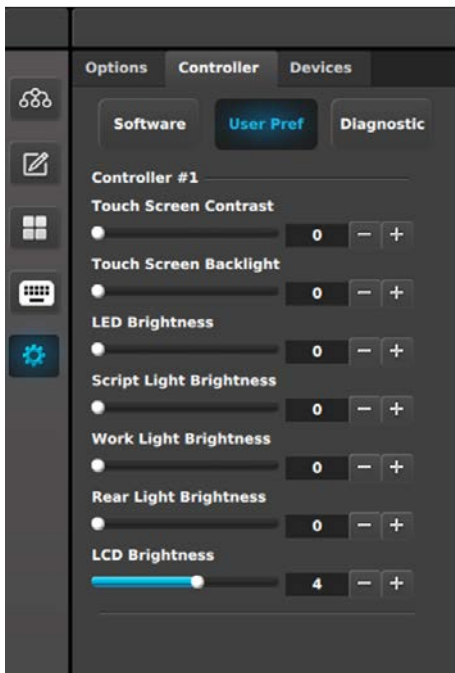 Options Controller Devices
Software User Pref Diagnostic
Controller #1
Touch Screen Contrast
0 − +
Touch Screen Backlight
0 − +
LED Brightness
0 − +
Script Light Brightness
0 − +
Work Light Brightness
0 − +
Rear Light Brightness
0 − +
LCD Brightness
4 − +